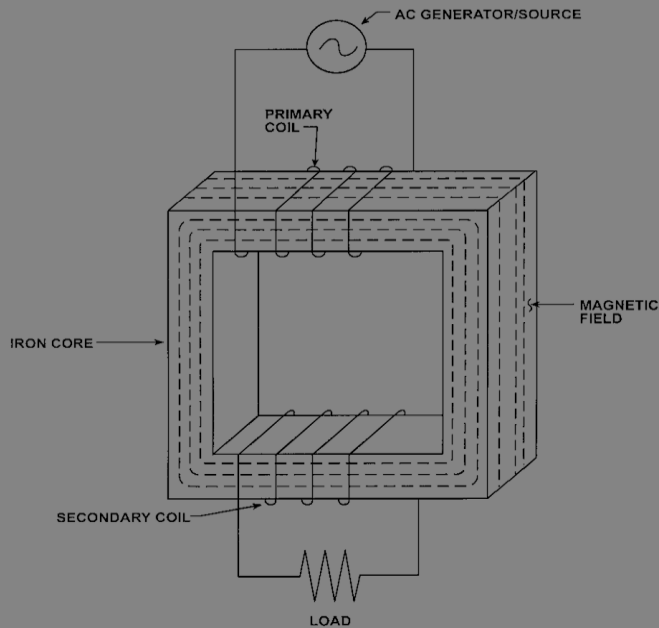 AC GENERATOR/SOURCE
PRIMARY
COIL
MAGNETIC
FIELD
IRON CORE
SECONDARY COIL
LOAD